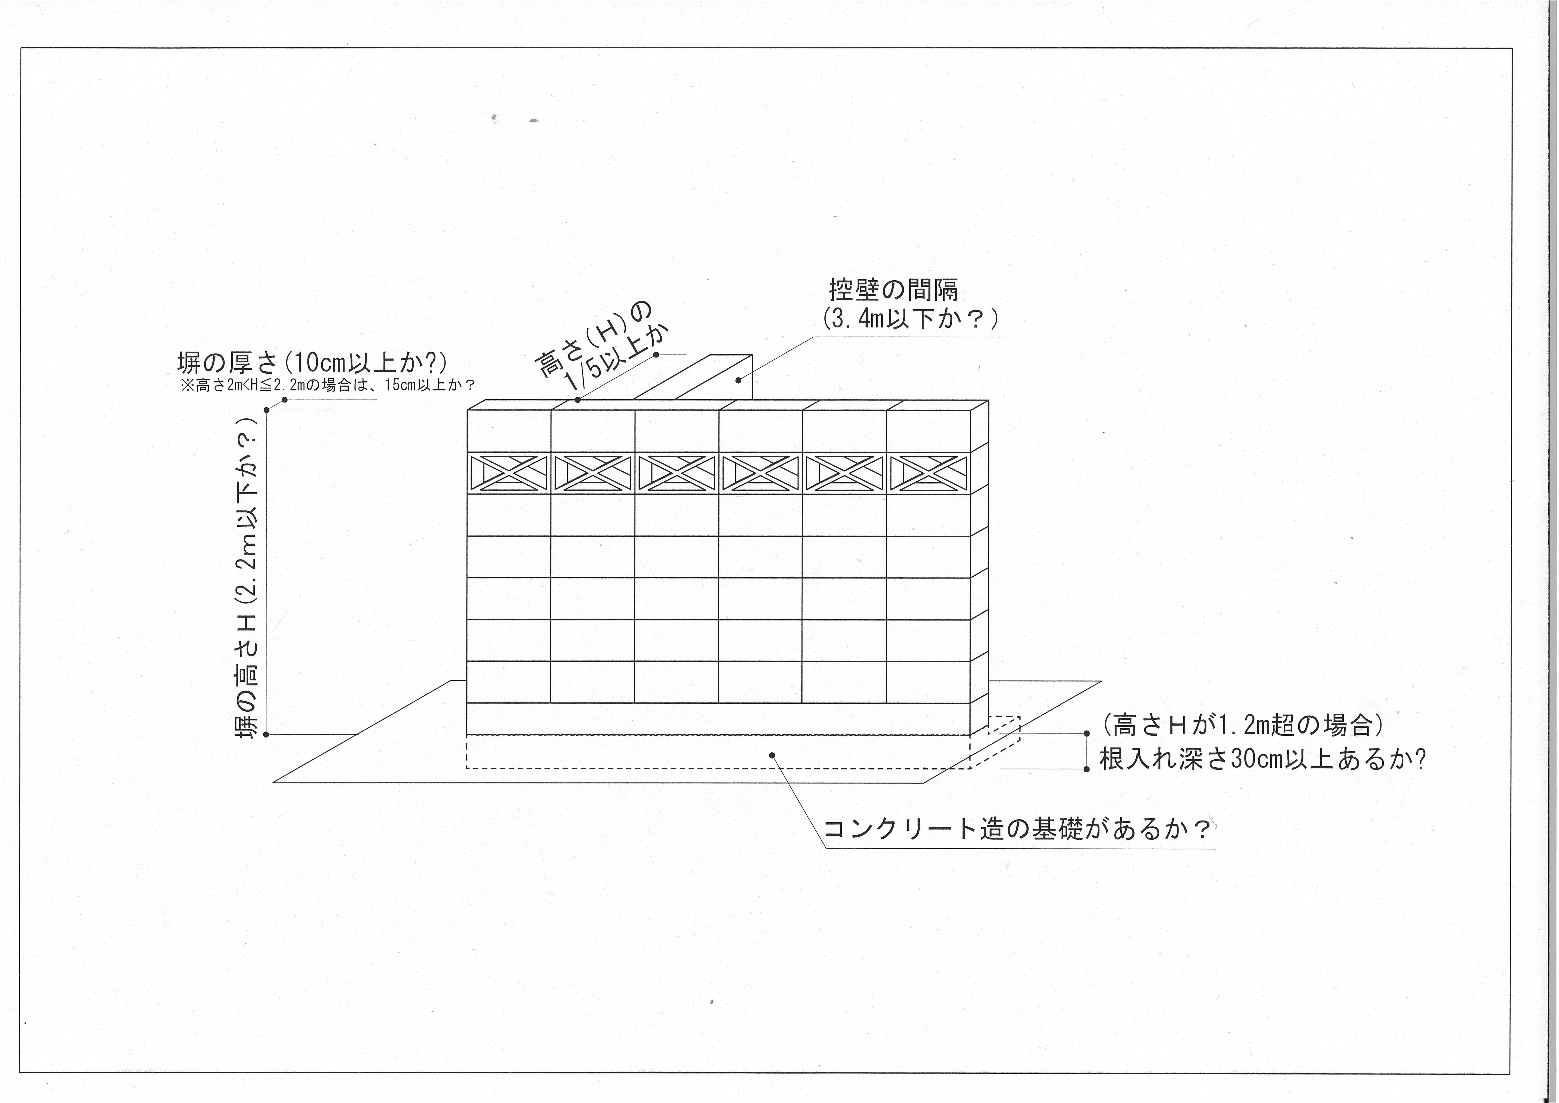 控壁の間隔
(3.4m以下か？)
高さ(H)の
1/5以上か
塀の厚さ(10cm以上か?)
※高さ2m<H≦2.2mの場合は、15cm以上か？
塀の高さH(2.2m以下か？)
(高さHが1.2m超の場合)
根入れ深さ30cm以上あるか?
コンクリート造の基礎があるか？